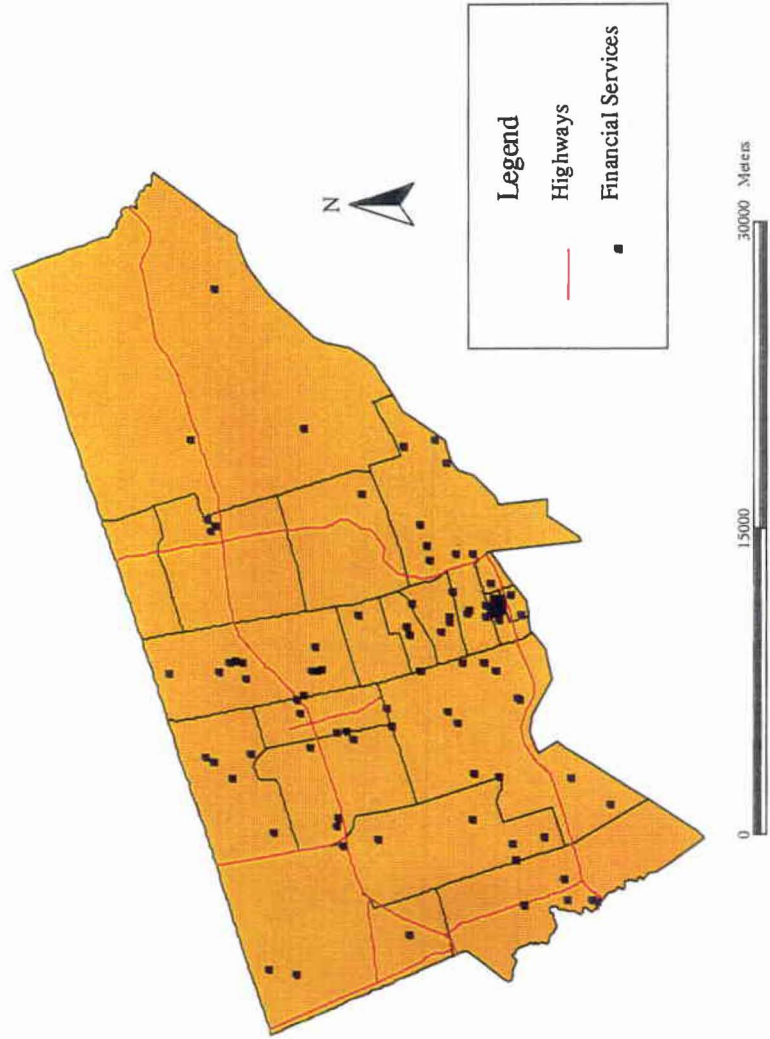 N
Legend
Highways
Financial Services
0 15000 30000 Meters